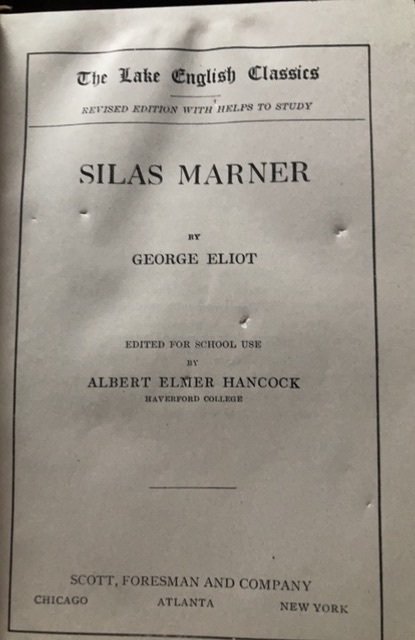 The Lake English Classics
REVISED EDITION WITH HELPS TO STUDY
SILAS MARNER
BY
GEORGE ELIOT
EDITED FOR SCHOOL USE
BY
ALBERT ELMER HANCOCK
HAVERFORD COLLEGE
SCOTT, FORESMAN AND COMPANY
CHICAGO ATLANTA NEW YORK